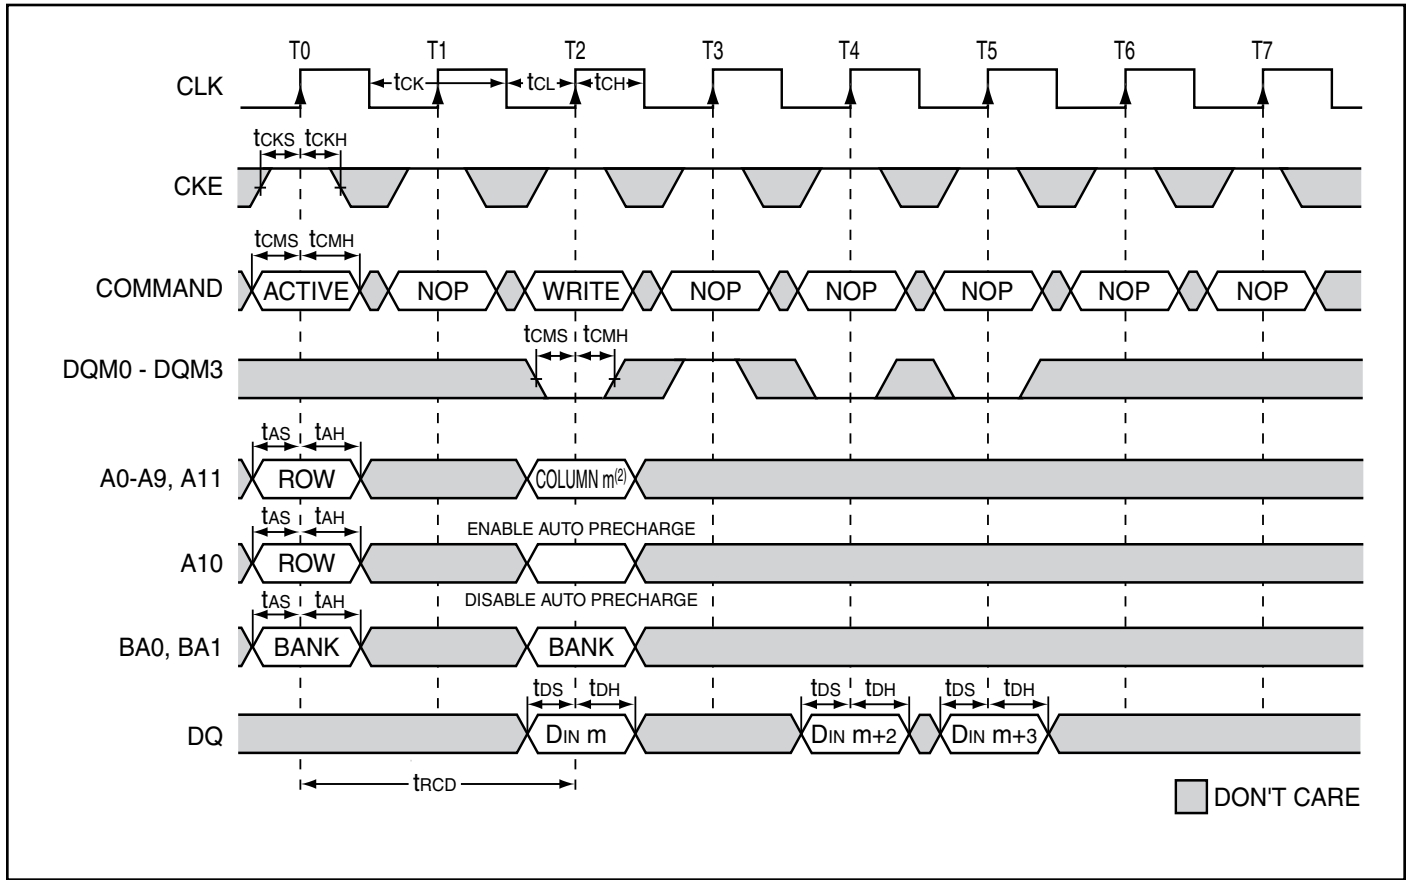 T0 T1 T2 T3 T4 T5 T6 T7
CLK tCK tCL tCH
tCKS tCKH
CKE
tCMS tCMH
COMMAND ACTIVE NOP WRITE NOP NOP NOP NOP NOP
tCMS tCMH
DQM0 - DQM3
tAS tAH
A0-A9, A11 ROW COLUMN m(2)
tAS tAH ENABLE AUTO PRECHARGE
A10 ROW
tAS tAH DISABLE AUTO PRECHARGE
BA0, BA1 BANK BANK
tDS tDH tDS tDH tDS tDH
DQ DIN m DIN m+2 DIN m+3
tRCD
DON'T CARE